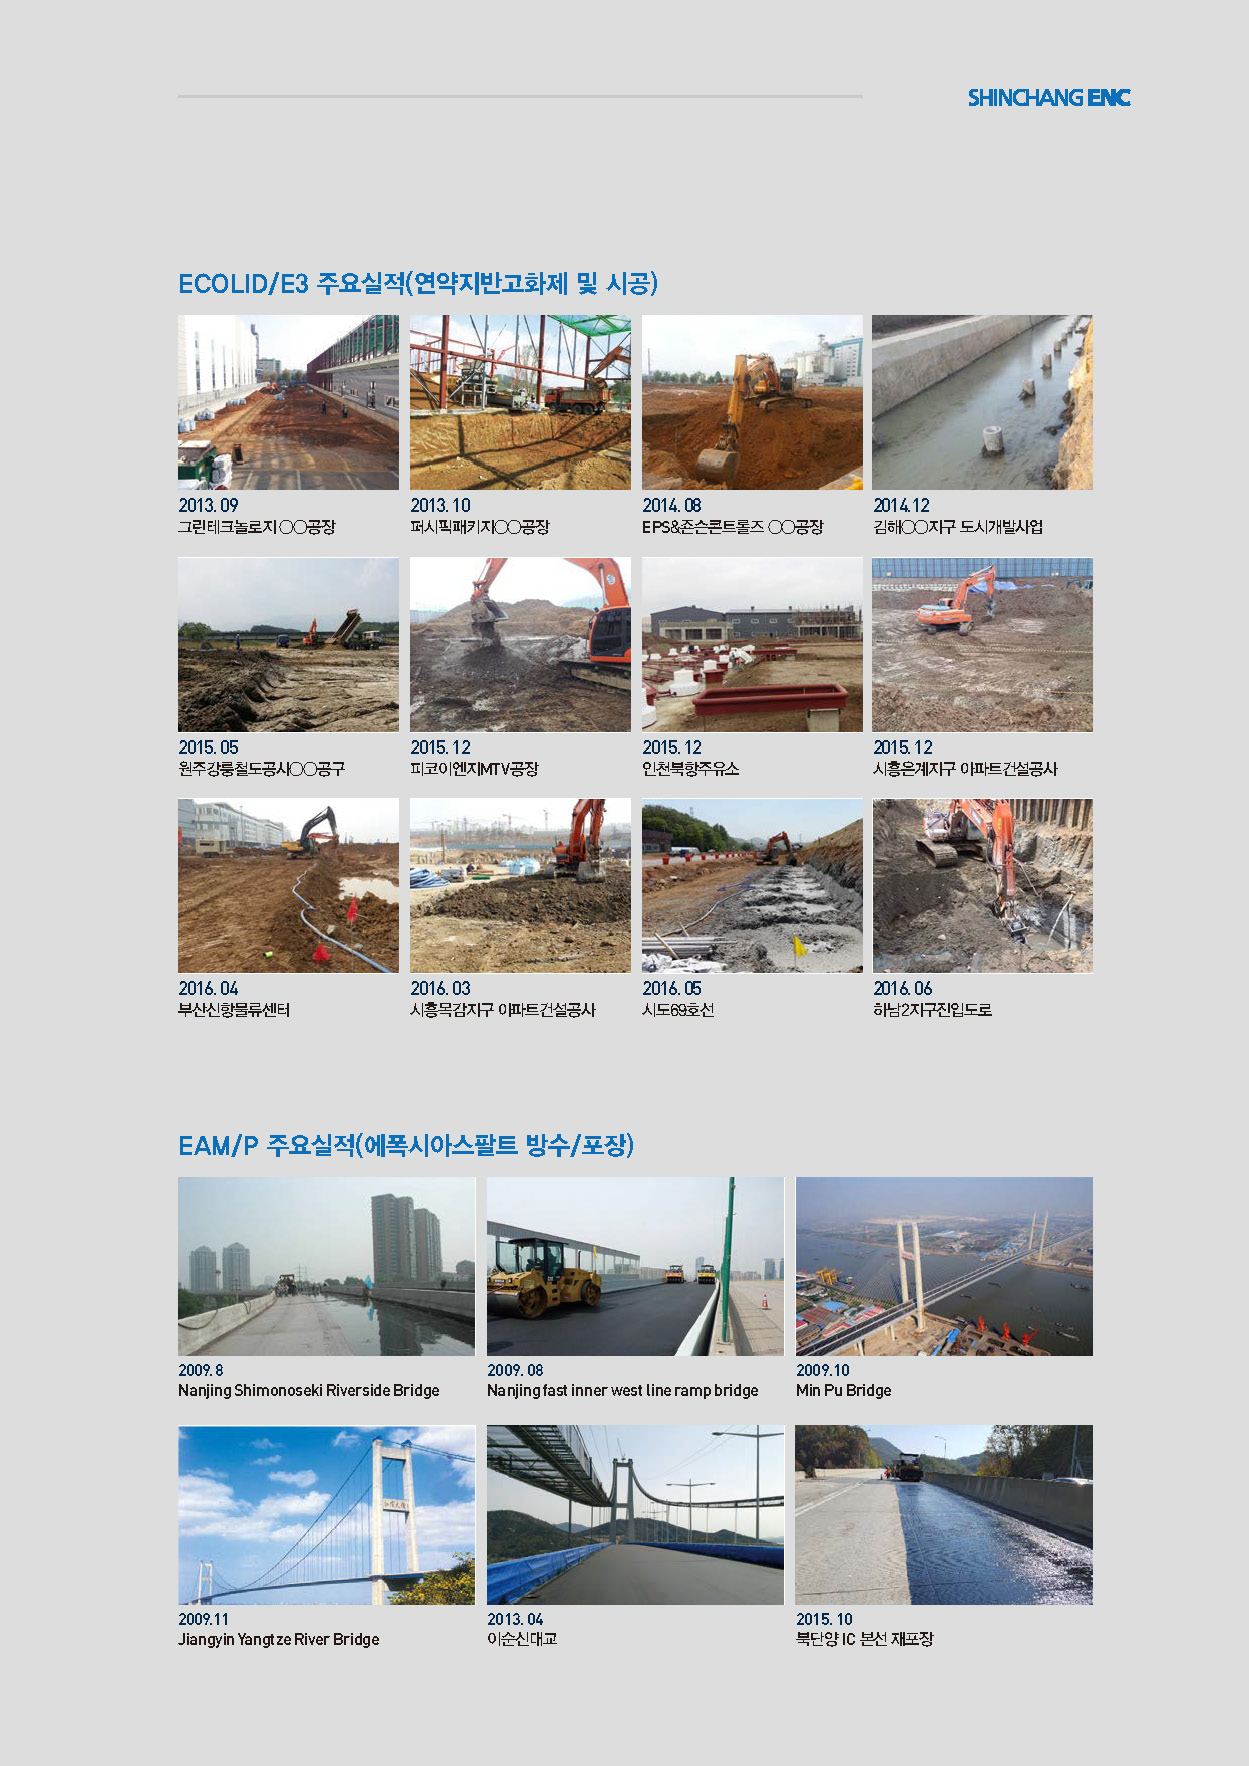 SHINCHANG ENC
ECOLID/E3 주요실적(연약지반고화제 및 시공)
2013. 09
그린테크놀로지 ○○공장
2013. 10
퍼시픽패키지○○공장
2014. 08
EPS&죤슨콘트롤즈 ○○공장
2014.12
김해○○지구 도시개발사업
2015. 05
원주강릉철도공사○○공구
2015. 12
피코이엔지MTV공장
2015. 12
인천북항주유소
2015. 12
시흥은계지구 아파트건설공사
2016. 04
부산신항물류센터
2016. 03
시흥목감지구 아파트건설공사
2016. 05
시도69호선
2016. 06
하남2지구진입도로
EAM/P 주요실적(에폭시아스팔트 방수/포장)
2009. 8
Nanjing Shimonoseki Riverside Bridge
2009. 08
Nanjing fast inner west line ramp bridge
2009.10
Min Pu Bridge
2009.11
Jiangyin Yangtze River Bridge
2013. 04
이순신대교
2015. 10
북단양 IC 본선 재포장